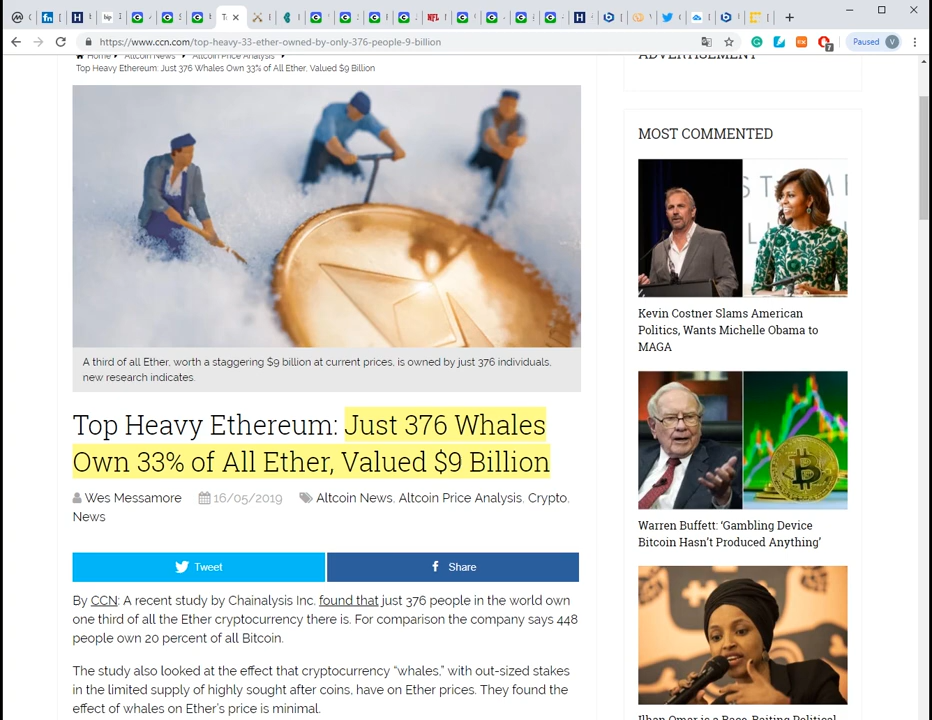 https://www.ccn.com/top-heavy-33-ether-owned-by-only-376-people-9-billion
Paused
V
Home Altcoin News Altcoin Price Analysis
Top Heavy Ethereum: Just 376 Whales Own 33% of All Ether, Valued $9 Billion
A third of all Ether, worth a staggering $9 billion at current prices, is owned by just 376 individuals,
new research indicates.
Top Heavy Ethereum: Just 376 Whales
Own 33% of All Ether, Valued $9 Billion
Wes Messamore 16/05/2019 Altcoin News, Altcoin Price Analysis, Crypto,
News
Tweet
Share
By CCN: A recent study by Chainalysis Inc. found that just 376 people in the world own
one third of all the Ether cryptocurrency there is. For comparison the company says 448
people own 20 percent of all Bitcoin.
The study also looked at the effect that cryptocurrency “whales,” with out-sized stakes
in the limited supply of highly sought after coins, have on Ether prices. They found the
effect of whales on Ether’s price is minimal.
ADVERTISEMENT
MOST COMMENTED
Kevin Costner Slams American
Politics, Wants Michelle Obama to
MAGA
Warren Buffett: ‘Gambling Device
Bitcoin Hasn’t Produced Anything’
Ilhan Omar is a Race-Baiting Political